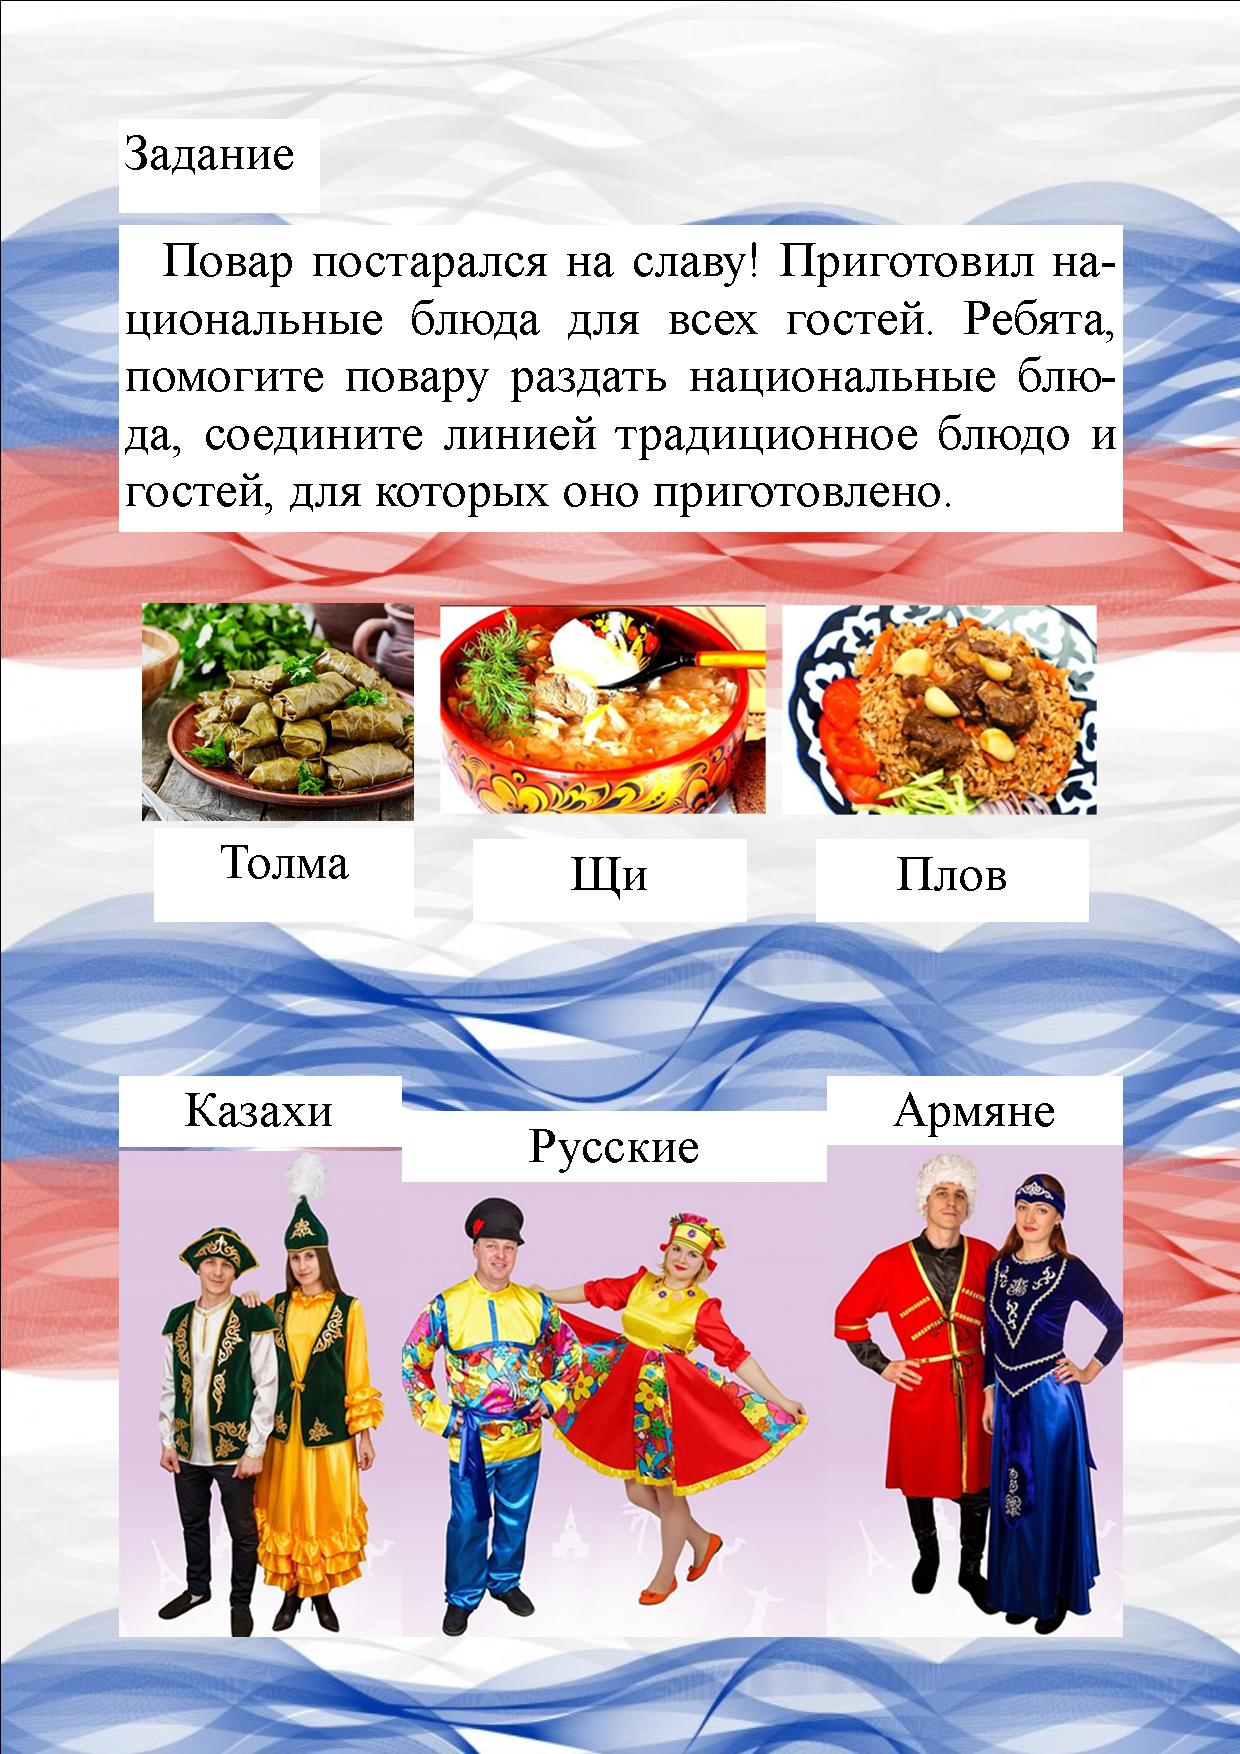 Задание
Повар постарался на славу! Приготовил на-
циональные блюда для всех гостей. Ребята,
помогите повару раздать национальные блю-
да, соедините линией традиционное блюдо и
гостей, для которых оно приготовлено.
Толма
Щи
Плов
Казахи
Русские
Армяне